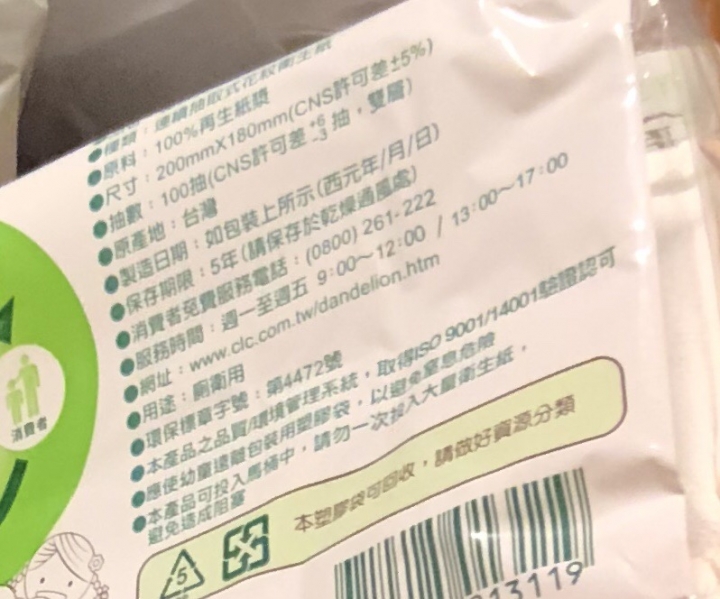 ●種類：連續抽取式花紋衛生紙
●原料：100%再生紙漿
●尺寸：200mmX180mm(CNS許可差±5%)
●抽數：100抽(CNS許可差+6-3抽，雙層)
●原產地：台灣
●製造日期：如包裝上所示(西元年/月/日)
●保存期限：5年(請保存於乾燥通風處)
●消費者免費服務電話：(0800) 261-222
●服務時間：週一至週五 9:00～12:00 / 13:00～17:00
●網址：www.clc.com.tw/dandelion.htm
●用途：廁衛用
●環保標章字號：第4472號
●本產品之品質/環境管理系統，取得ISO 9001/14001驗證認可
●應使幼童遠離包裝用塑膠袋，以避免窒息危險
●本產品可投入馬桶中，請勿一次投入大量衛生紙，
避免造成阻塞
消費者
5
本塑膠袋可回收，請做好資源分類
13119